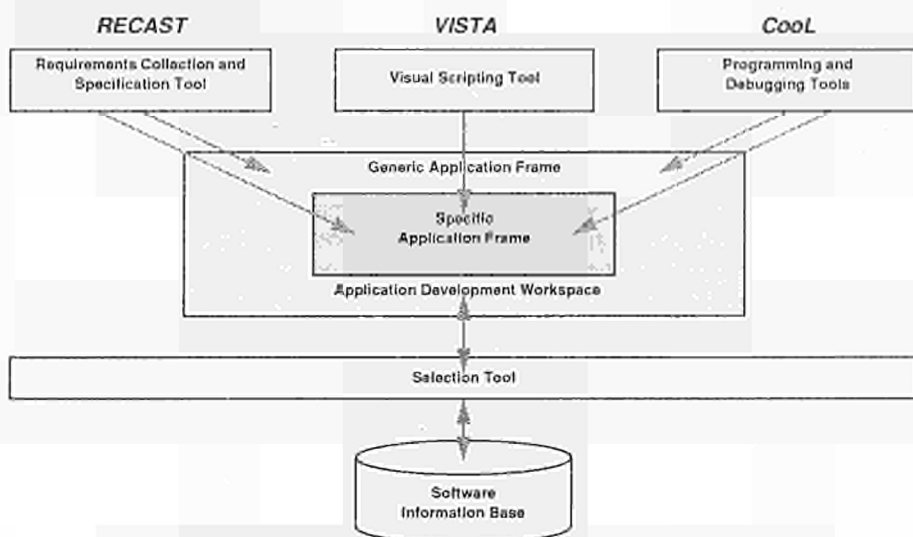 RECAST
VISTA
CooL
Requirements Collection and
Specification Tool
Visual Scripting Tool
Programming and
Debugging Tools
Generic Application Frame
Specific
Application Frame
Application Development Workspace
Selection Tool
Software
Information Base